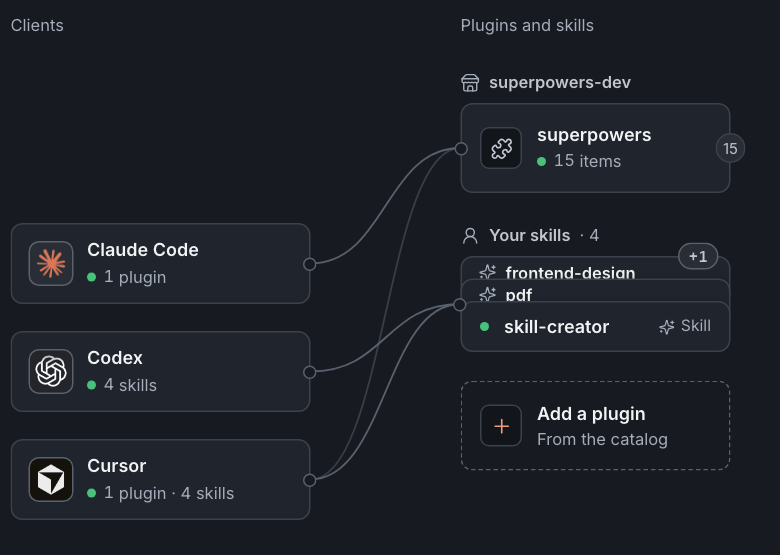 Clients
Plugins and skills
superpowers-dev
superpowers
15 items
15
Claude Code
1 plugin
Your skills · 4
+1
frontend-design
pdf
skill-creator
Skill
Codex
4 skills
Add a plugin
From the catalog
Cursor
1 plugin · 4 skills